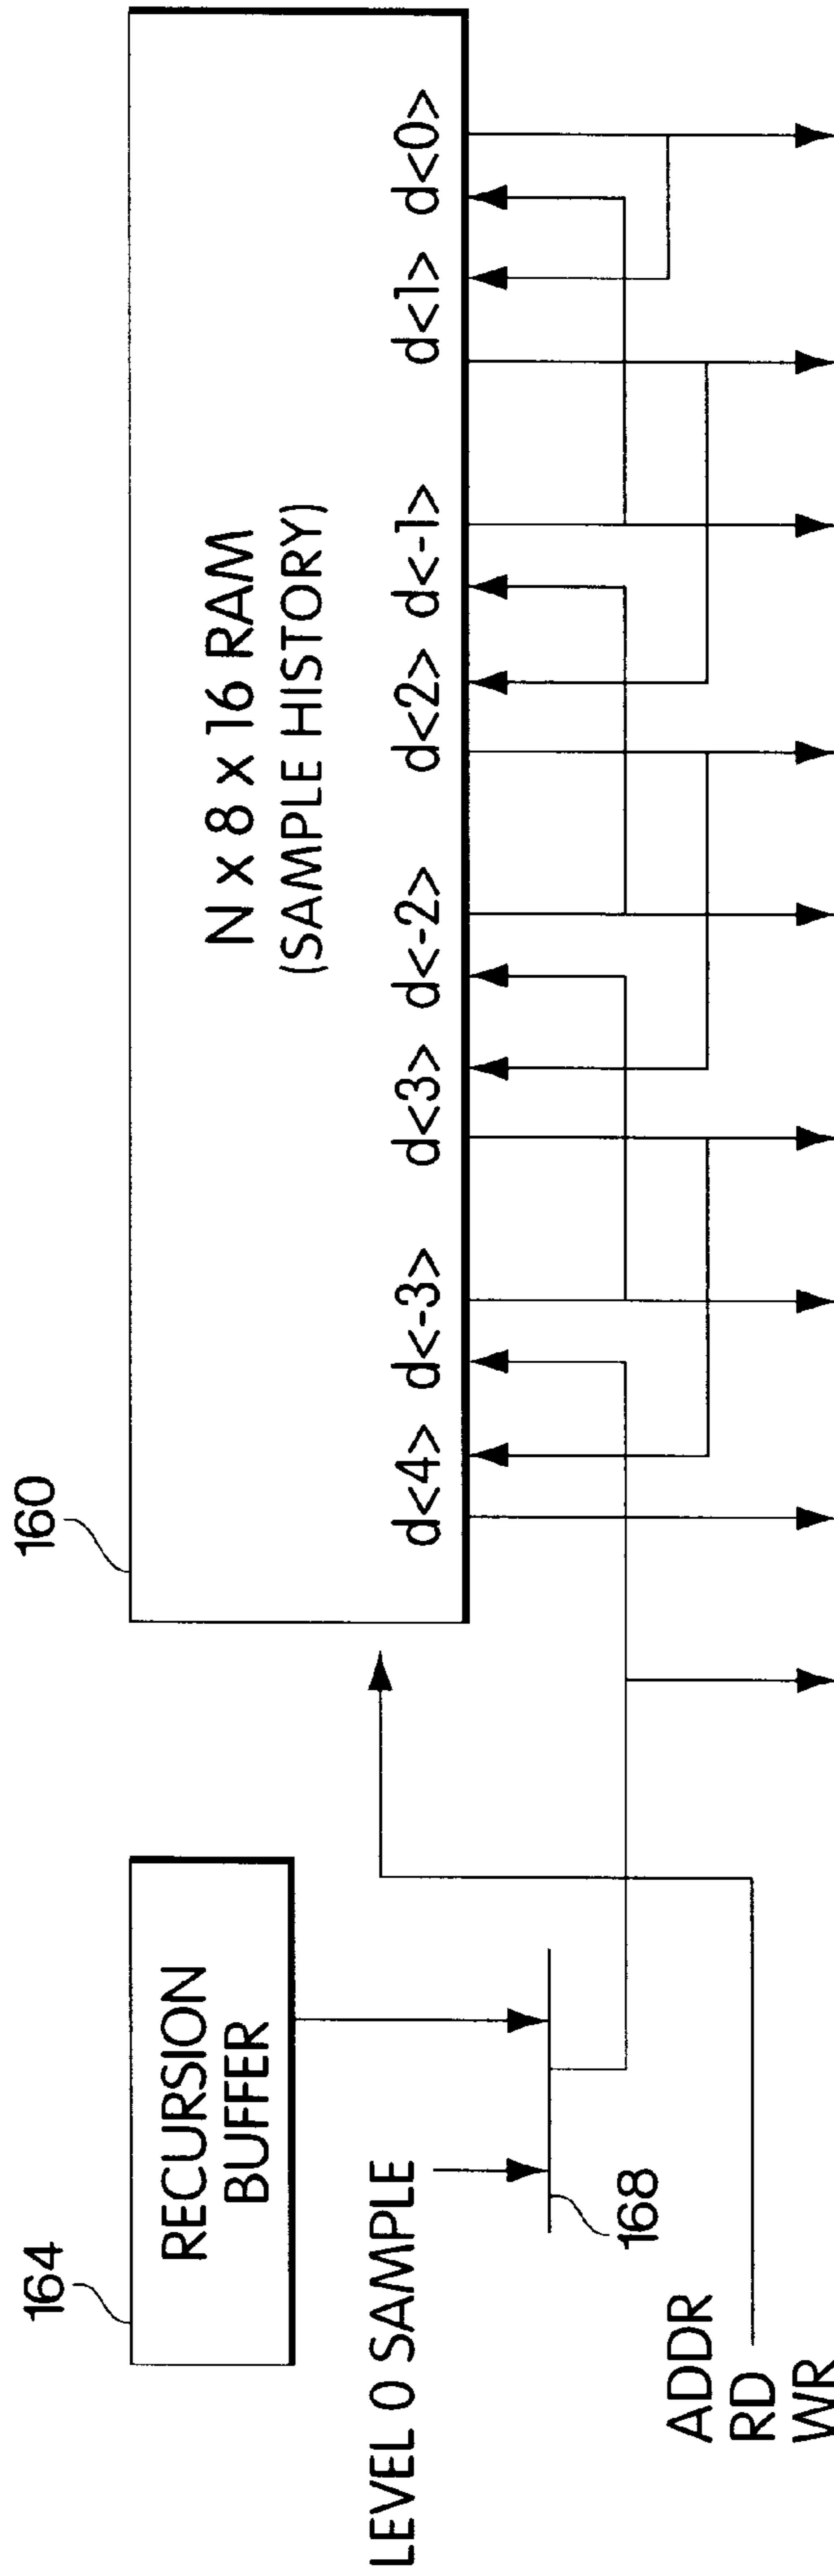 164
RECURSION
BUFFER
LEVEL 0 SAMPLE
168
ADDR
RD
WR
160
N x 8 x 16 RAM
(SAMPLE HISTORY)
d<4> d<-3> d<3> d<-2> d<2> d<-1> d<1> d<0>